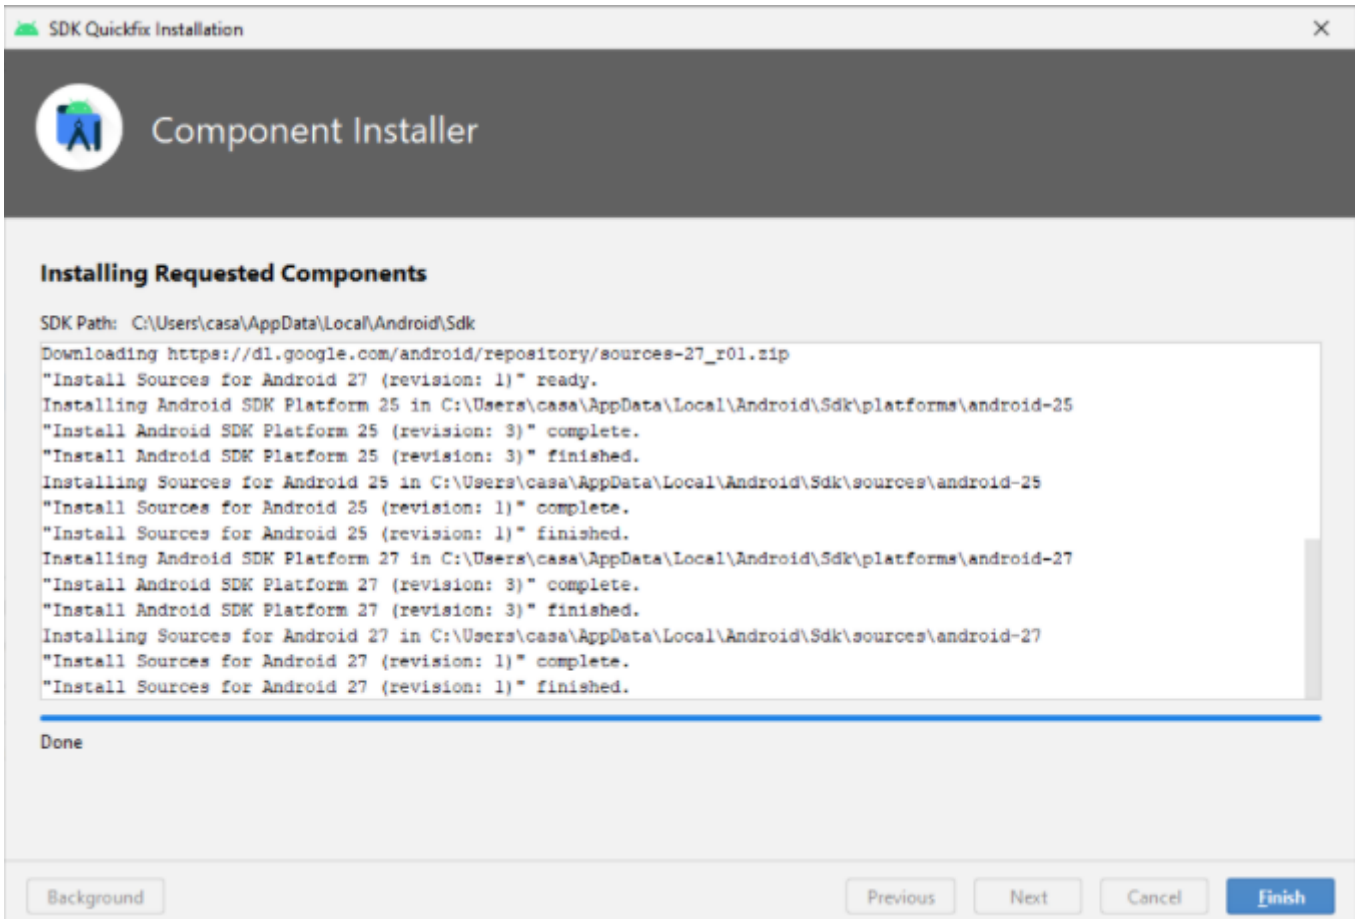 SDK Quickfix Installation
Component Installer
Installing Requested Components
SDK Path: C:\Users\casa\AppData\Local\Android\Sdk
Downloading https://dl.google.com/android/repository/sources-27_r01.zip
"Install Sources for Android 27 (revision: 1)" ready.
Installing Android SDK Platform 25 in C:\Users\casa\AppData\Local\Android\Sdk\platforms\android-25
"Install Android SDK Platform 25 (revision: 3)" complete.
"Install Android SDK Platform 25 (revision: 3)" finished.
Installing Sources for Android 25 in C:\Users\casa\AppData\Local\Android\Sdk\sources\android-25
"Install Sources for Android 25 (revision: 1)" complete.
"Install Sources for Android 25 (revision: 1)" finished.
Installing Android SDK Platform 27 in C:\Users\casa\AppData\Local\Android\Sdk\platforms\android-27
"Install Android SDK Platform 27 (revision: 3)" complete.
"Install Android SDK Platform 27 (revision: 3)" finished.
Installing Sources for Android 27 in C:\Users\casa\AppData\Local\Android\Sdk\sources\android-27
"Install Sources for Android 27 (revision: 1)" complete.
"Install Sources for Android 27 (revision: 1)" finished.
Done
Background Previous Next Cancel Finish